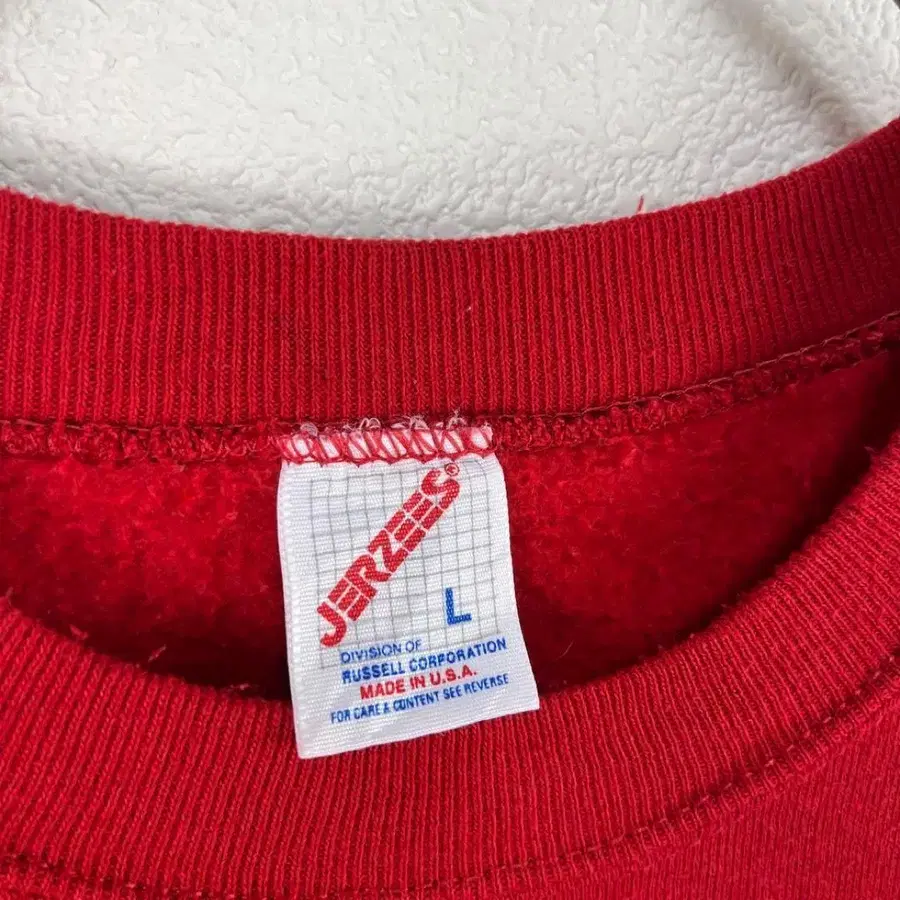 JERZEES®
L
DIVISION OF
RUSSELL CORPORATION
MADE IN U.S.A.
FOR CARE & CONTENT SEE REVERSE